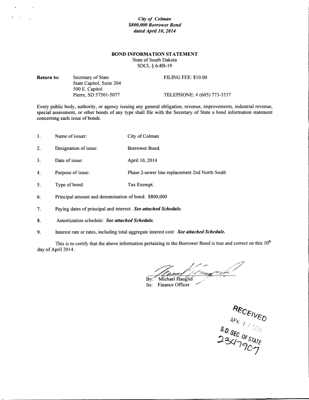 City of Colman
$800,000 Borrower Bond
dated April 10, 2014
BOND INFORMATION STATEMENT
State of South Dakota
SDCL § 6-8B-19
Return to: Secretary of State FILING FEE: $10.00
State Capitol, Suite 204
500 E. Capitol
Pierre, SD 57501-5077 TELEPHONE: # (605) 773-3537
Every public body, authority, or agency issuing any general obligation, revenue, improvements, industrial revenue,
special assessment, or other bonds of any type shall file with the Secretary of State a bond information statement
concerning each issue of bonds.
1. Name of issuer: City of Colman
2. Designation of issue: Borrower Bond.
3. Date of issue: April 10, 2014
4. Purpose of issue: Phase 2-sewer line replacement 2nd North South
5. Type of bond: Tax Exempt.
6. Principal amount and denomination of bond: $800,000
7. Paying dates of principal and interest: See attached Schedule.
8. Amortization schedule: See attached Schedule.
9. Interest rate or rates, including total aggregate interest cost: See attached Schedule.
This is to certify that the above information pertaining to the Borrower Bond is true and correct on this 10th
day of April 2014.
By: Michael Hauglid
Its: Finance Officer
RECEIVED
APR
S.D. SEC. OF STATE
2347907